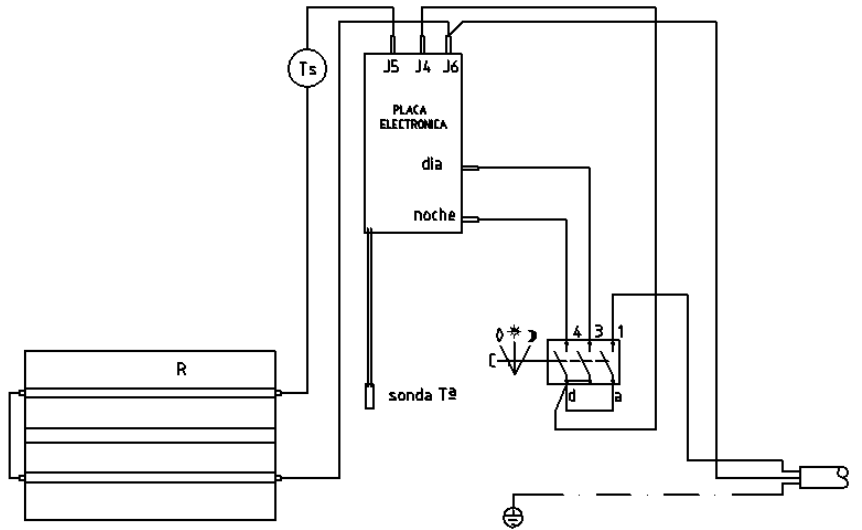 Ts
J5 J4 J6
PLACA
ELECTRONICA
dia
noche
4 3 1
R
sonda Tª
d a